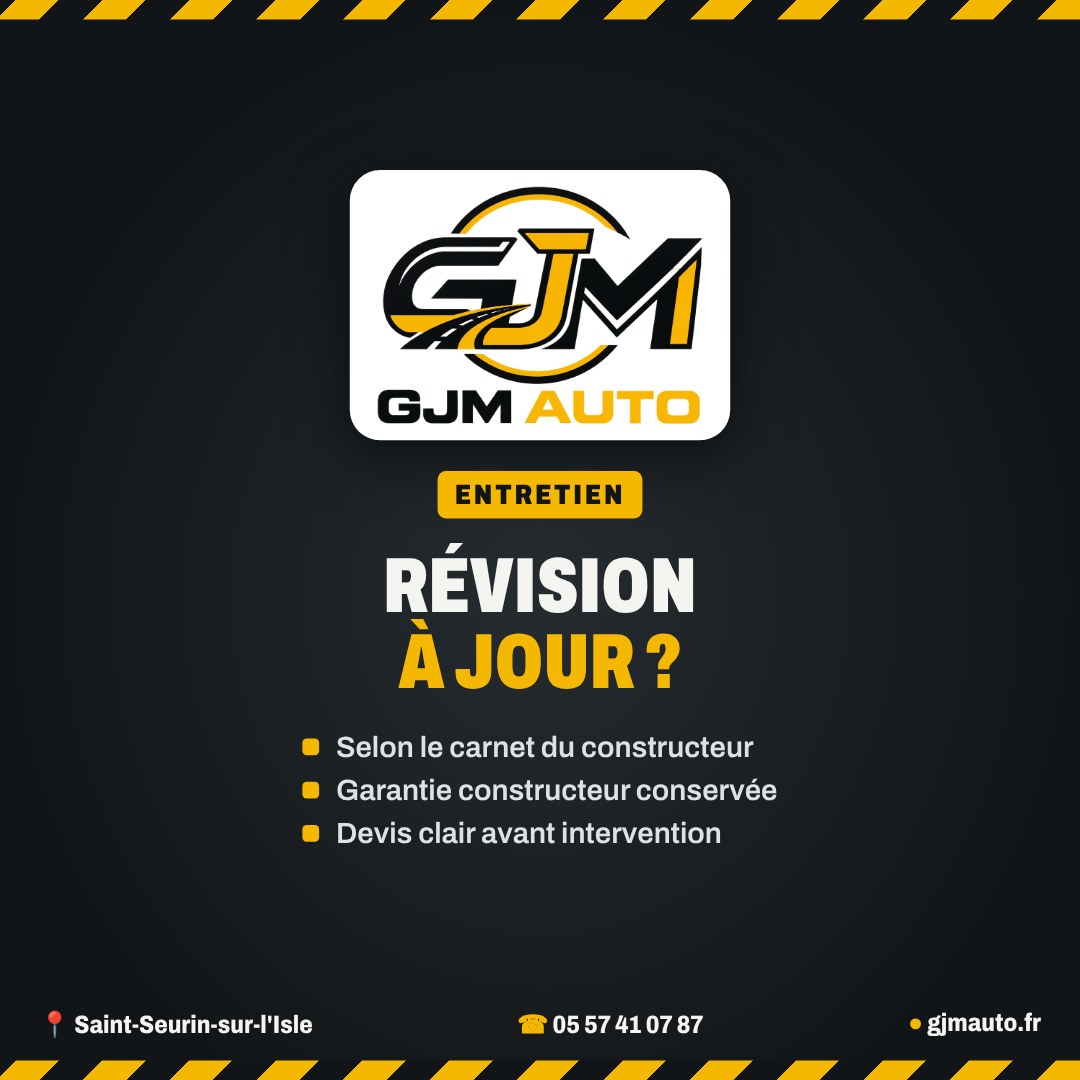 GJM
GJM AUTO
ENTRETIEN
RÉVISION
À JOUR ?
Selon le carnet du constructeur
Garantie constructeur conservée
Devis clair avant intervention
Saint-Seurin-sur-l'Isle
05 57 41 07 87
gjmauto.fr